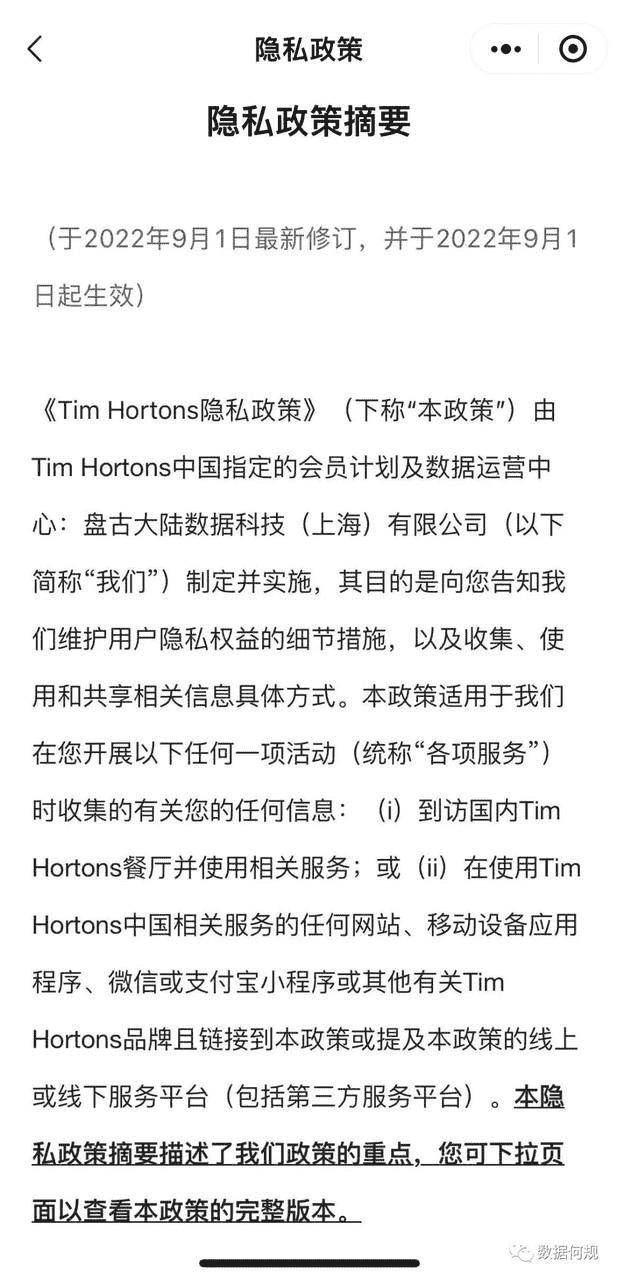 隐私政策
隐私政策摘要
（于2022年9月1日最新修订，并于2022年9月1
日起生效）
《Tim Hortons隐私政策》（下称“本政策”）由
Tim Hortons中国指定的会员计划及数据运营中
心：盘古大陆数据科技（上海）有限公司（以下
简称“我们”）制定并实施，其目的是向您告知我
们维护用户隐私权益的细节措施，以及收集、使
用和共享相关信息具体方式。本政策适用于我们
在您开展以下任何一项活动（统称“各项服务”）
时收集的有关您的任何信息：（i）到访国内Tim
Hortons餐厅并使用相关服务；或（ii）在使用Tim
Hortons中国相关服务的任何网站、移动设备应用
程序、微信或支付宝小程序或其他有关Tim
Hortons品牌且链接到本政策或提及本政策的线上
或线下服务平台（包括第三方服务平台）。本隐
私政策摘要描述了我们政策的重点，您可下拉页
面以查看本政策的完整版本。
数据何规